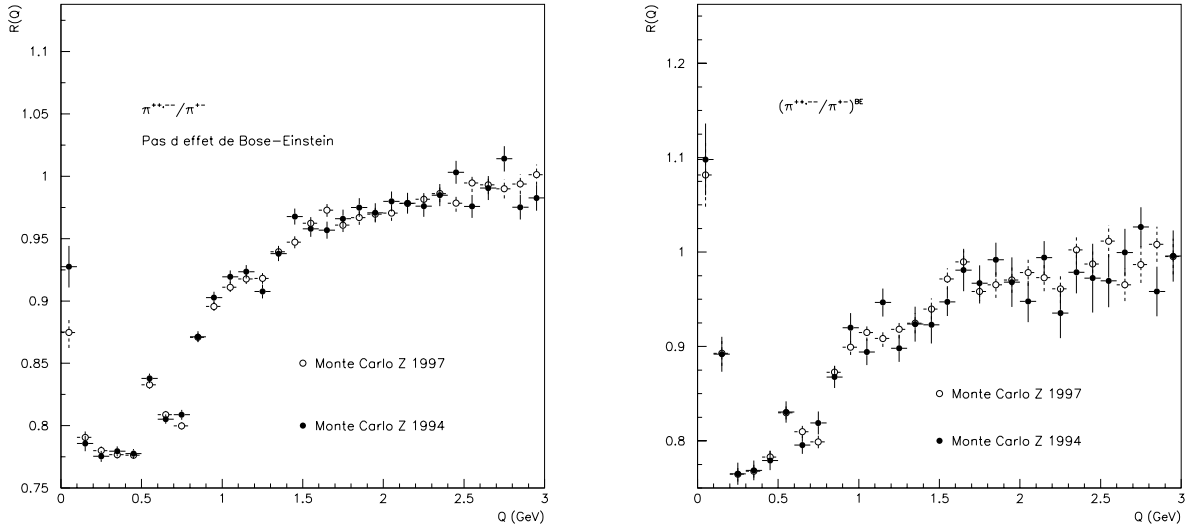 R(Q)
1.1
1.05
1
0.95
0.9
0.85
0.8
0.75
π⁺⁺·⁻⁻/π⁺⁻
Pas d effet de Bose−Einstein
Monte Carlo Z 1997
Monte Carlo Z 1994
0 0.5 1 1.5 2 2.5 3
Q (GeV)
R(Q)
1.2
1.1
1
0.9
0.8
(π⁺⁺·⁻⁻/π⁺⁻)ᴮᴱ
Monte Carlo Z 1997
Monte Carlo Z 1994
0 0.5 1 1.5 2 2.5 3
Q (GeV)